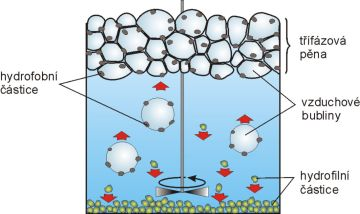 třífázová
pěna
hydrofobní
částice
vzduchové
bubliny
hydrofilní
částice